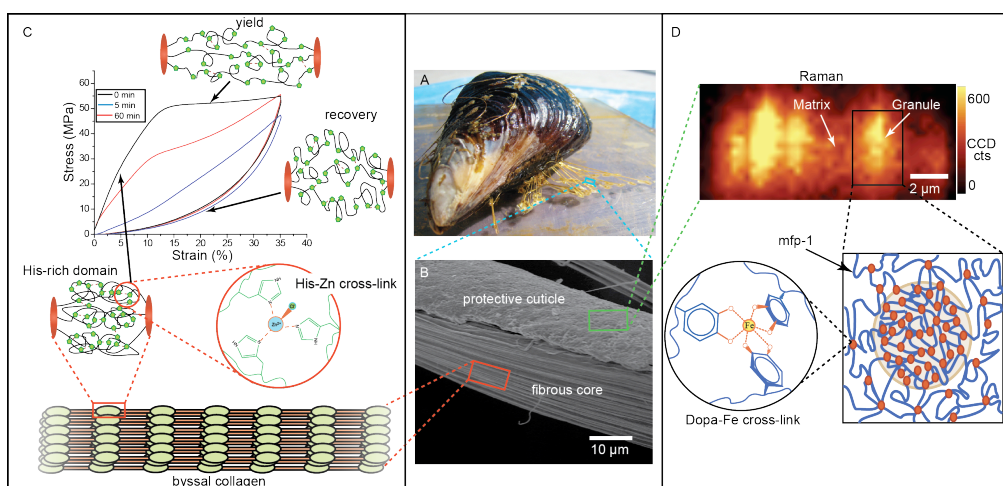 C
yield
60
50
40
30
20
10
0
Stress (MPa)
0 min
5 min
60 min
0 5 10 15 20 25 30 35 40
Strain (%)
recovery
His-rich domain
His-Zn cross-link
Zn²⁺
byssal collagen
A
B
protective cuticle
fibrous core
10 µm
D
Raman
Matrix
Granule
600
CCD
cts
0
2 µm
mfp-1
Fe
Dopa-Fe cross-link